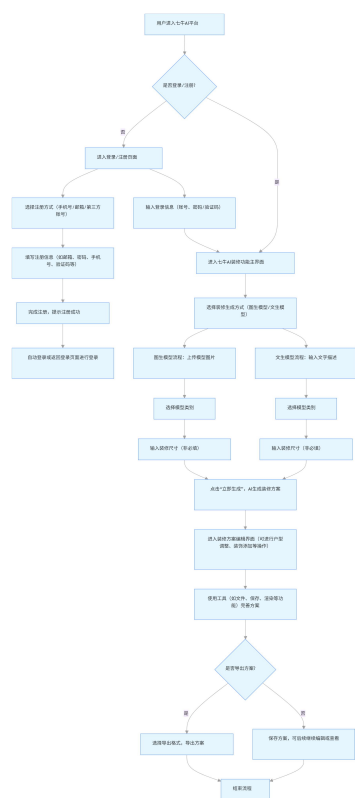 用户进入七牛AI平台
是否登录/注册?
否
是
进入登录/注册页面
选择注册方式（手机号/邮箱/第三方
账号）
输入登录信息（账号、密码/验证码）
填写注册信息（如邮箱、密码、手机
号、验证码等）
进入七牛AI装修功能主界面
完成注册，提示注册成功
选择装修生成方式（图生模型/文生模
型）
自动登录或返回登录页面进行登录
图生模型流程：上传模型图片
文生模型流程：输入文字描述
选择模型类别
选择模型类别
输入装修尺寸（非必填）
输入装修尺寸（非必填）
点击"立即生成"，AI生成装修方案
进入装修方案编辑界面（可进行户型
调整、装饰添加等操作）
使用工具（如文件、保存、渲染等功
能）完善方案
是否导出方案?
是
否
选择导出格式，导出方案
保存方案，可后续继续编辑或查看
结束流程